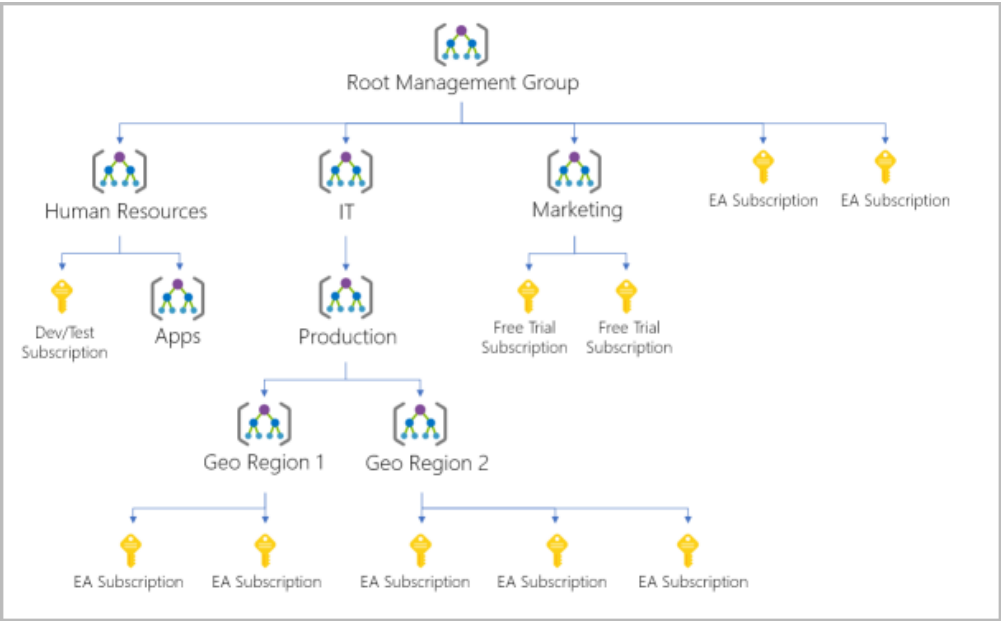 Root Management Group
Human Resources
IT
Marketing
EA Subscription
EA Subscription
Dev/Test
Subscription
Apps
Production
Free Trial
Subscription
Free Trial
Subscription
Geo Region 1
Geo Region 2
EA Subscription
EA Subscription
EA Subscription
EA Subscription
EA Subscription